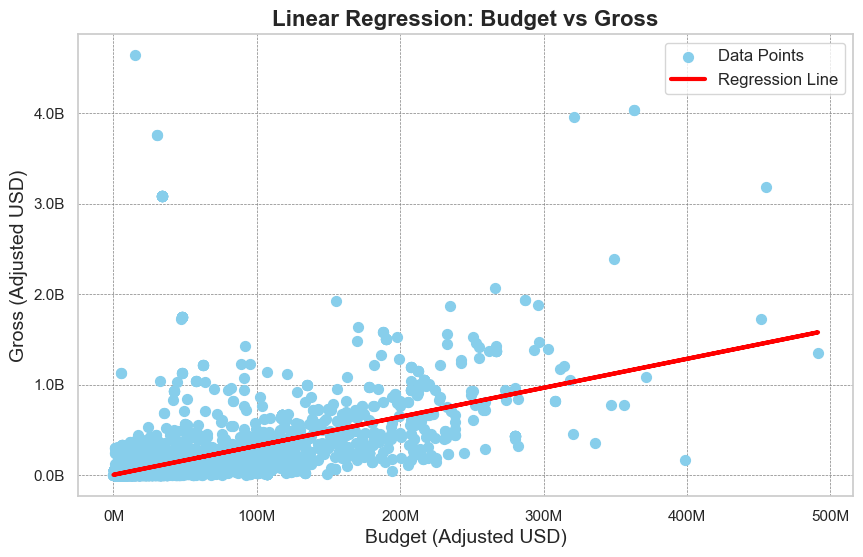 Linear Regression: Budget vs Gross
Data Points
Regression Line
Gross (Adjusted USD)
4.0B
3.0B
2.0B
1.0B
0.0B
0M 100M 200M 300M 400M 500M
Budget (Adjusted USD)